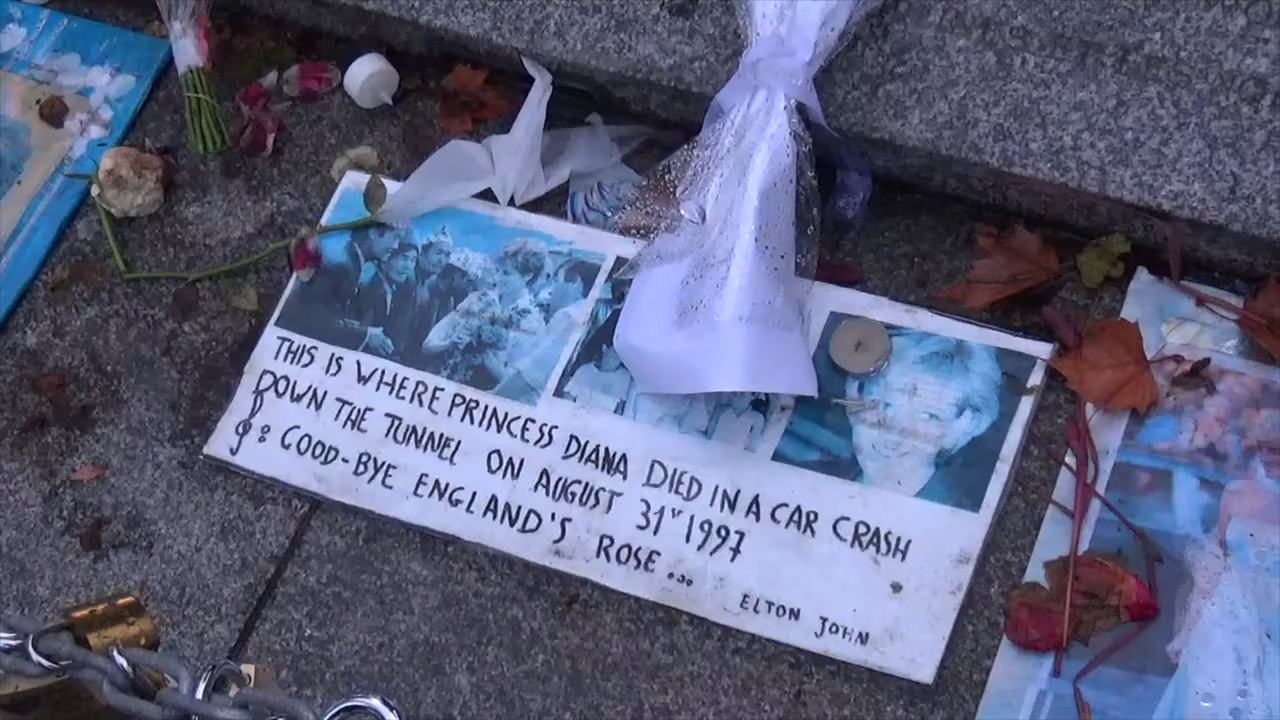 THIS IS WHERE PRINCESS DIANA DIED IN A CAR CRASH
DOWN THE TUNNEL ON AUGUST 31st 1997
: GOOD-BYE ENGLAND'S ROSE...
ELTON JOHN